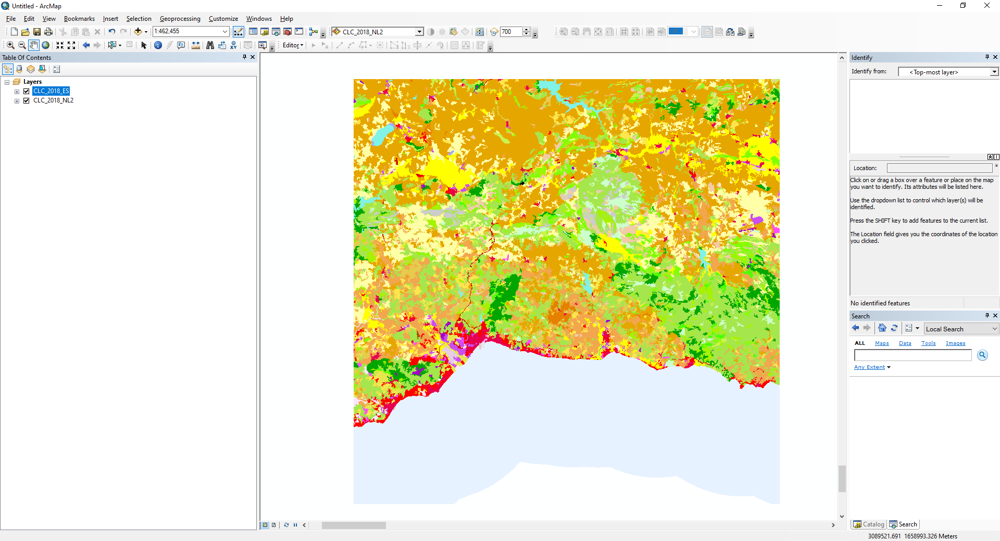 Untitled - ArcMap
File Edit View Bookmarks Insert Selection Geoprocessing Customize Windows Help
1:462,455
CLC_2018_NL2
700
100%
Editor
Table Of Contents
Layers
CLC_2018_ES
CLC_2018_NL2
Identify
Identify from:
<Top-most layer>
Location:
Click on or drag a box over a feature or place on the map
you want to identify. Its attributes will be listed here.
Use the dropdown list to control which layer(s) will be
identified.
Press the SHIFT key to add features to the current list.
The Location field gives you the coordinates of the location
you clicked.
No identified features
Search
Local Search
ALL Maps Data Tools Images
Any Extent
Catalog Search
3089521.691 1658993.326 Meters